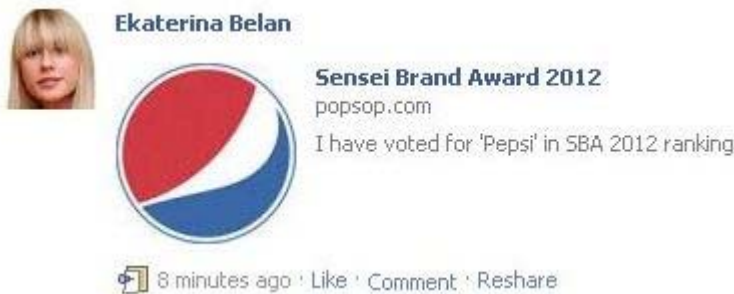 Ekaterina Belan
Sensei Brand Award 2012
popsop.com
I have voted for 'Pepsi' in SBA 2012 ranking
8 minutes ago · Like · Comment · Reshare